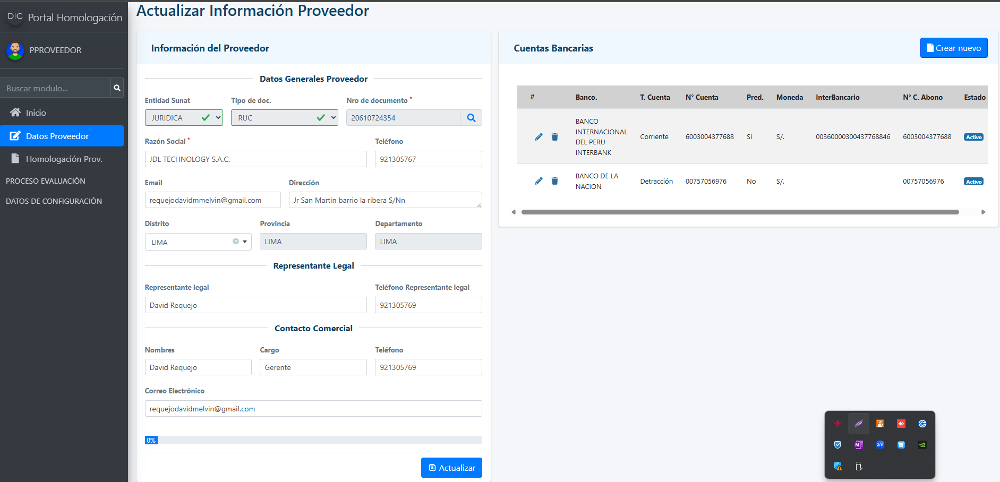 DIC Portal Homologación
PPROVEEDOR
Buscar modulo...
Inicio
Datos Proveedor
Homologación Prov.
PROCESO EVALUACIÓN
DATOS DE CONFIGURACIÓN
Actualizar Información Proveedor
Información del Proveedor
Datos Generales Proveedor
Entidad Sunat Tipo de doc. Nro de documento *
JURIDICA RUC 20610724354
Razón Social * Teléfono
JDL TECHNOLOGY S.A.C. 921305767
Email Dirección
requejodavidmmelvin@gmail.com Jr San Martin barrio la ribera S/Nn
Distrito Provincia Departamento
LIMA LIMA LIMA
Representante Legal
Representante legal Teléfono Representante legal
David Requejo 921305769
Contacto Comercial
Nombres Cargo Teléfono
David Requejo Gerente 921305769
Correo Electrónico
requejodavidmelvin@gmail.com
0%
Actualizar
Cuentas Bancarias
Crear nuevo
# Banco. T. Cuenta N° Cuenta Pred. Moneda InterBancario N° C. Abono Estado
BANCO
INTERNACIONAL
DEL PERU-
INTERBANK
Corriente 6003004377688 Sí S/. 00360000300437768846 6003004377688 Activo
BANCO DE LA
NACION
Detracción 00757056976 No S/. 00757056976 Activo
N
zm